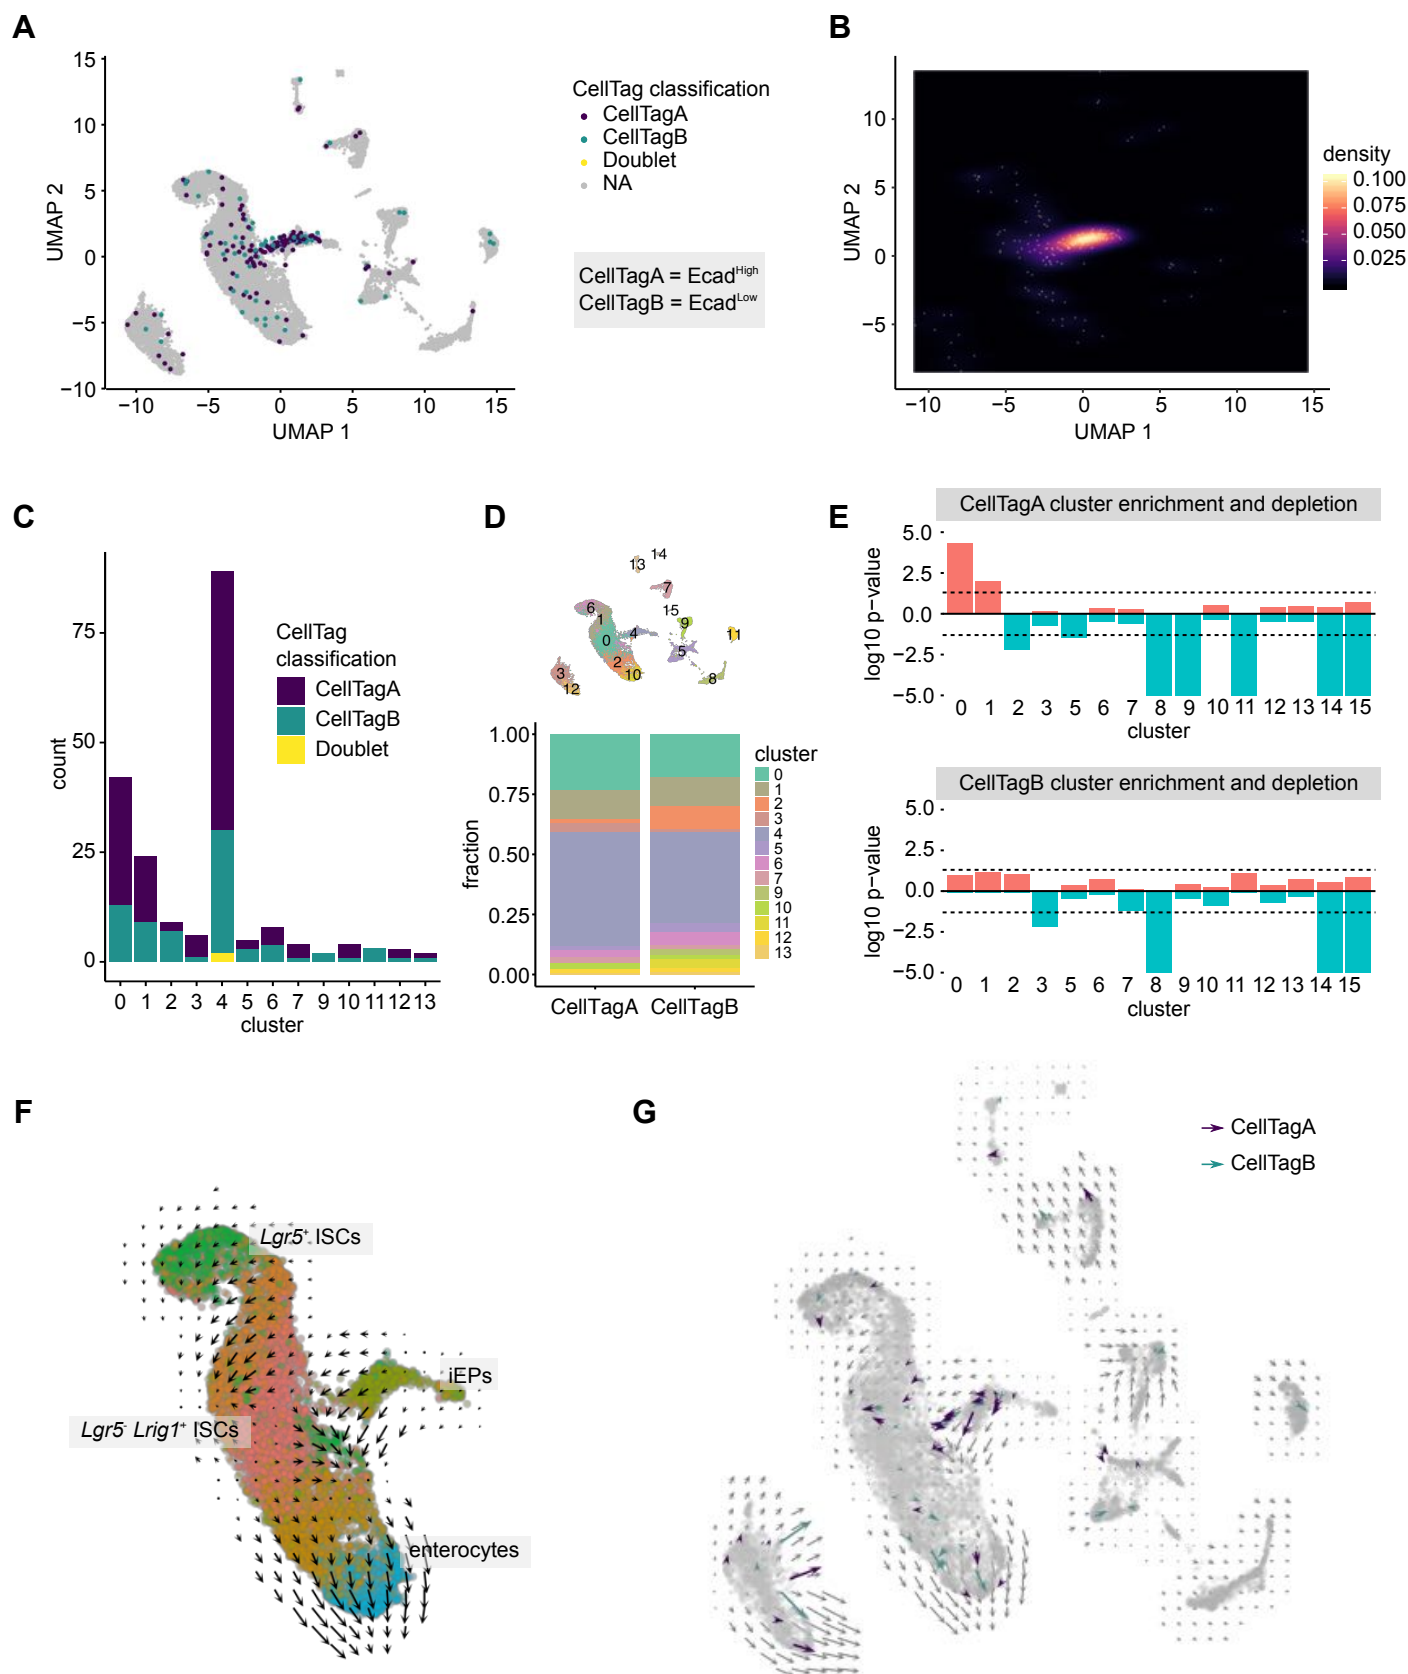 A
15
10
5
0
−5
−10
UMAP 2
−10 −5 0 5 10 15
UMAP 1
CellTag classification
CellTagA
CellTagB
Doublet
NA
CellTagA = EcadHigh
CellTagB = EcadLow
B
10
5
0
−5
UMAP 2
−10 −5 0 5 10 15
UMAP 1
density
0.100
0.075
0.050
0.025
C
75
50
25
0
count
0 1 2 3 4 5 6 7 9 10 11 12 13
cluster
CellTag
classification
CellTagA
CellTagB
Doublet
D
14
13
7
6
15
1
9
4
11
0
5
2
3
10
8
12
1.00
0.75
0.50
0.25
0.00
fraction
CellTagA CellTagB
cluster
0
1
2
3
4
5
6
7
9
10
11
12
13
E
CellTagA cluster enrichment and depletion
5.0
2.5
0.0
−2.5
−5.0
log10 p−value
0 1 2 3 5 6 7 8 9 10 11 12 13 14 15
cluster
CellTagB cluster enrichment and depletion
5.0
2.5
0.0
−2.5
−5.0
log10 p−value
0 1 2 3 5 6 7 8 9 10 11 12 13 14 15
cluster
F
Lgr5+ ISCs
iEPs
Lgr5- Lrig1+ ISCs
enterocytes
G
CellTagA
CellTagB